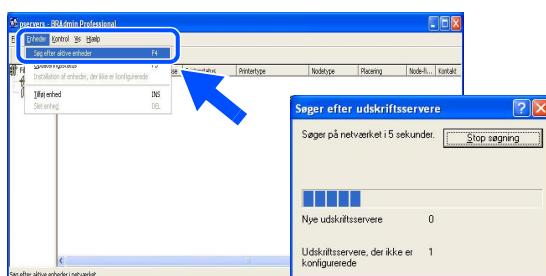 pservers - BRAdmin Professional
Enheder Kontrol Vis Hjælp
Søg efter aktive enheder F4
Installation af enheder, der ikke er konfigurerede
Tilføj enhed INS
Slet enhed DEL
Printertype Nodetype Placering Node-fi... Kontakt
Søger efter udskriftsservere
Søger på netværket i 5 sekunder. Stop søgning
Nye udskriftsservere 0
Udskriftsservere, der ikke er 1
konfigurerede
Søg efter aktive enheder i netværket